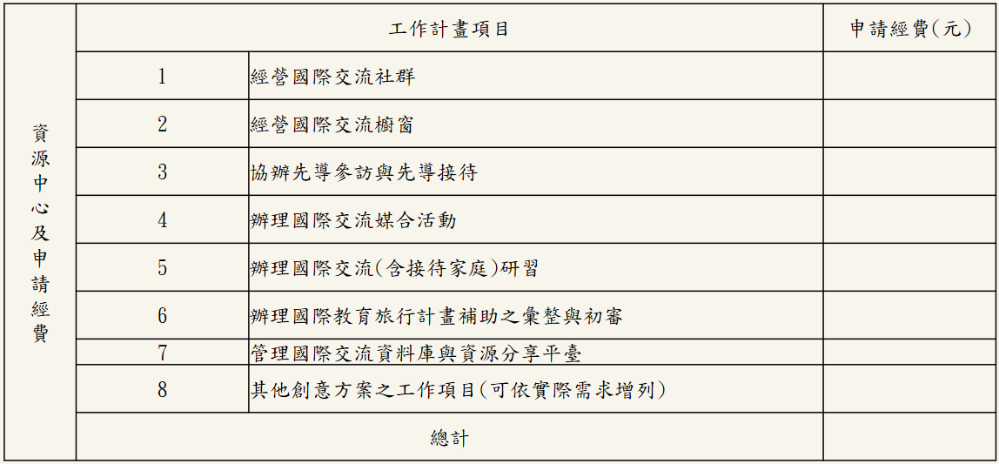 工作計畫項目 申請經費(元)
資源中心及申請經費
1 經營國際交流社群
2 經營國際交流櫥窗
3 協辦先導參訪與先導接待
4 辦理國際交流媒合活動
5 辦理國際交流(含接待家庭)研習
6 辦理國際教育旅行計畫補助之彙整與初審
7 管理國際交流資料庫與資源分享平臺
8 其他創意方案之工作項目(可依實際需求增列)
總計